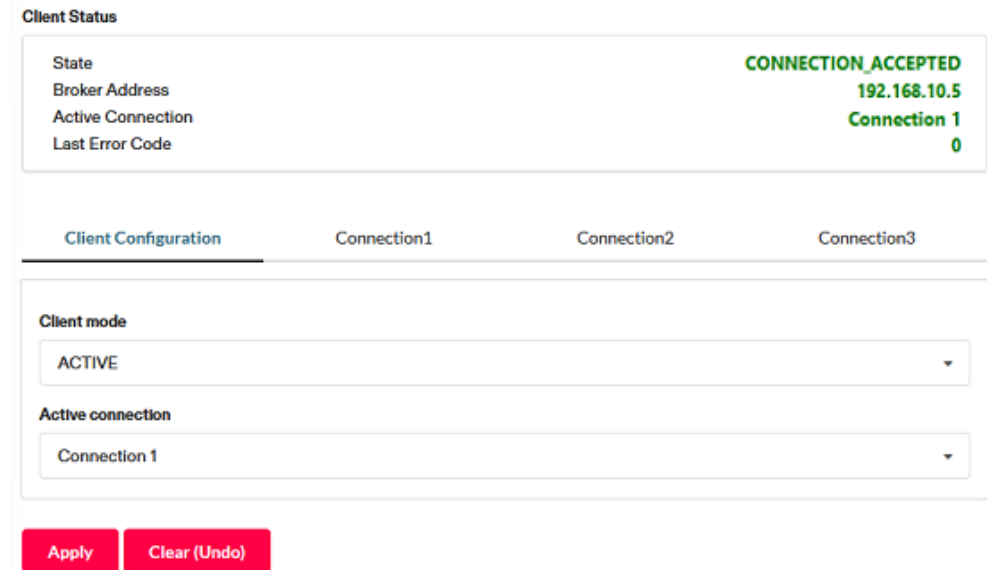 Client Status
State CONNECTION_ACCEPTED
Broker Address 192.168.10.5
Active Connection Connection 1
Last Error Code 0
Client Configuration Connection1 Connection2 Connection3
Client mode
ACTIVE
Active connection
Connection 1
Apply Clear (Undo)